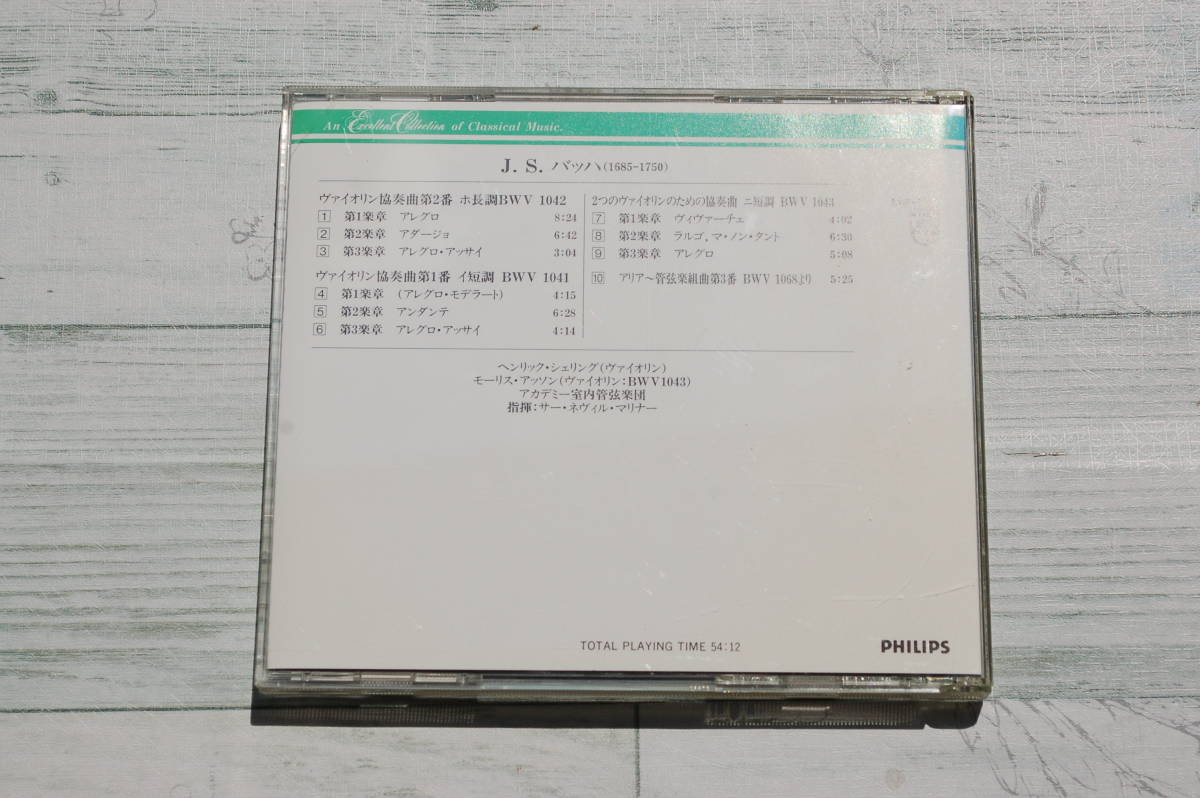 An Excellent Collection of Classical Music.
J. S. バッハ(1685-1750)
ヴァイオリン協奏曲第2番 ホ長調BWV 1042
1 第1楽章 アレグロ 8:24
2 第2楽章 アダージョ 6:42
3 第3楽章 アレグロ・アッサイ 3:04
ヴァイオリン協奏曲第1番 イ短調 BWV 1041
4 第1楽章 (アレグロ・モデラート) 4:15
5 第2楽章 アンダンテ 6:28
6 第3楽章 アレグロ・アッサイ 4:14
2つのヴァイオリンのための協奏曲 ニ短調 BWV 1043
7 第1楽章 ヴィヴァーチェ 4:02
8 第2楽章 ラルゴ, マ・ノン・タント 6:30
9 第3楽章 アレグロ 5:08
10 アリア〜管弦楽組曲第3番 BWV 1068より 5:25
ヘンリック・シェリング(ヴァイオリン)
モーリス・アッソン(ヴァイオリン:BWV1043)
アカデミー室内管弦楽団
指揮:サー・ネヴィル・マリナー
TOTAL PLAYING TIME 54:12
PHILIPS